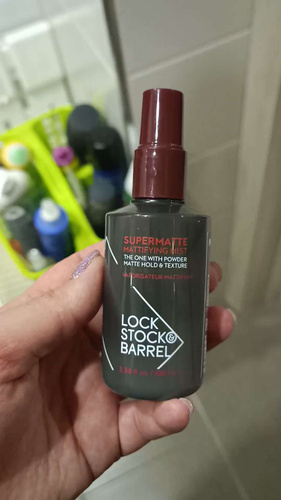 SUPERMATTE
MATTIFYING MIST
THE ONE WITH POWDER
MATTE HOLD & TEXTURE
LOCK
STOCK &
BARREL